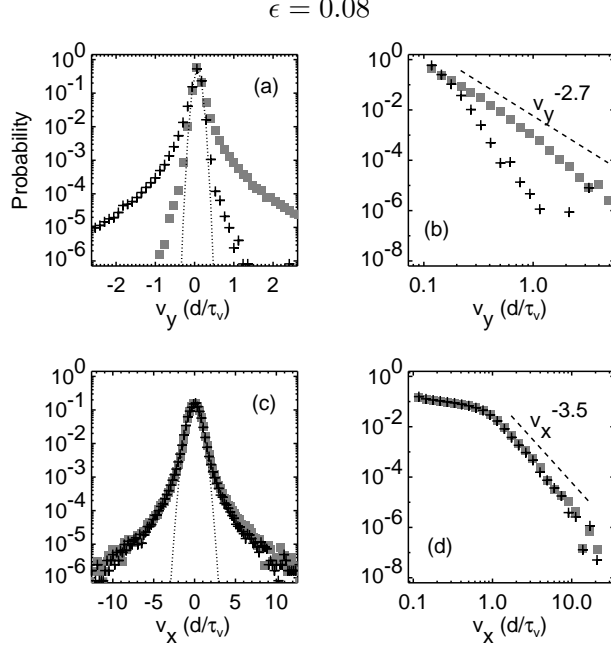 ϵ = 0.08
10^0
10^-1
10^-2
10^-3
10^-4
10^-5
10^-6
Probability
(a)
-2 -1 0 1 2
v_y (d/τ_v)
10^0
10^-2
10^-4
10^-6
10^-8
v_y^-2.7
(b)
0.1 1.0
v_y (d/τ_v)
10^0
10^-1
10^-2
10^-3
10^-4
10^-5
10^-6
(c)
-10 -5 0 5 10
v_x (d/τ_v)
10^0
10^-2
10^-4
10^-6
10^-8
v_x^-3.5
(d)
0.1 1.0 10.0
v_x (d/τ_v)